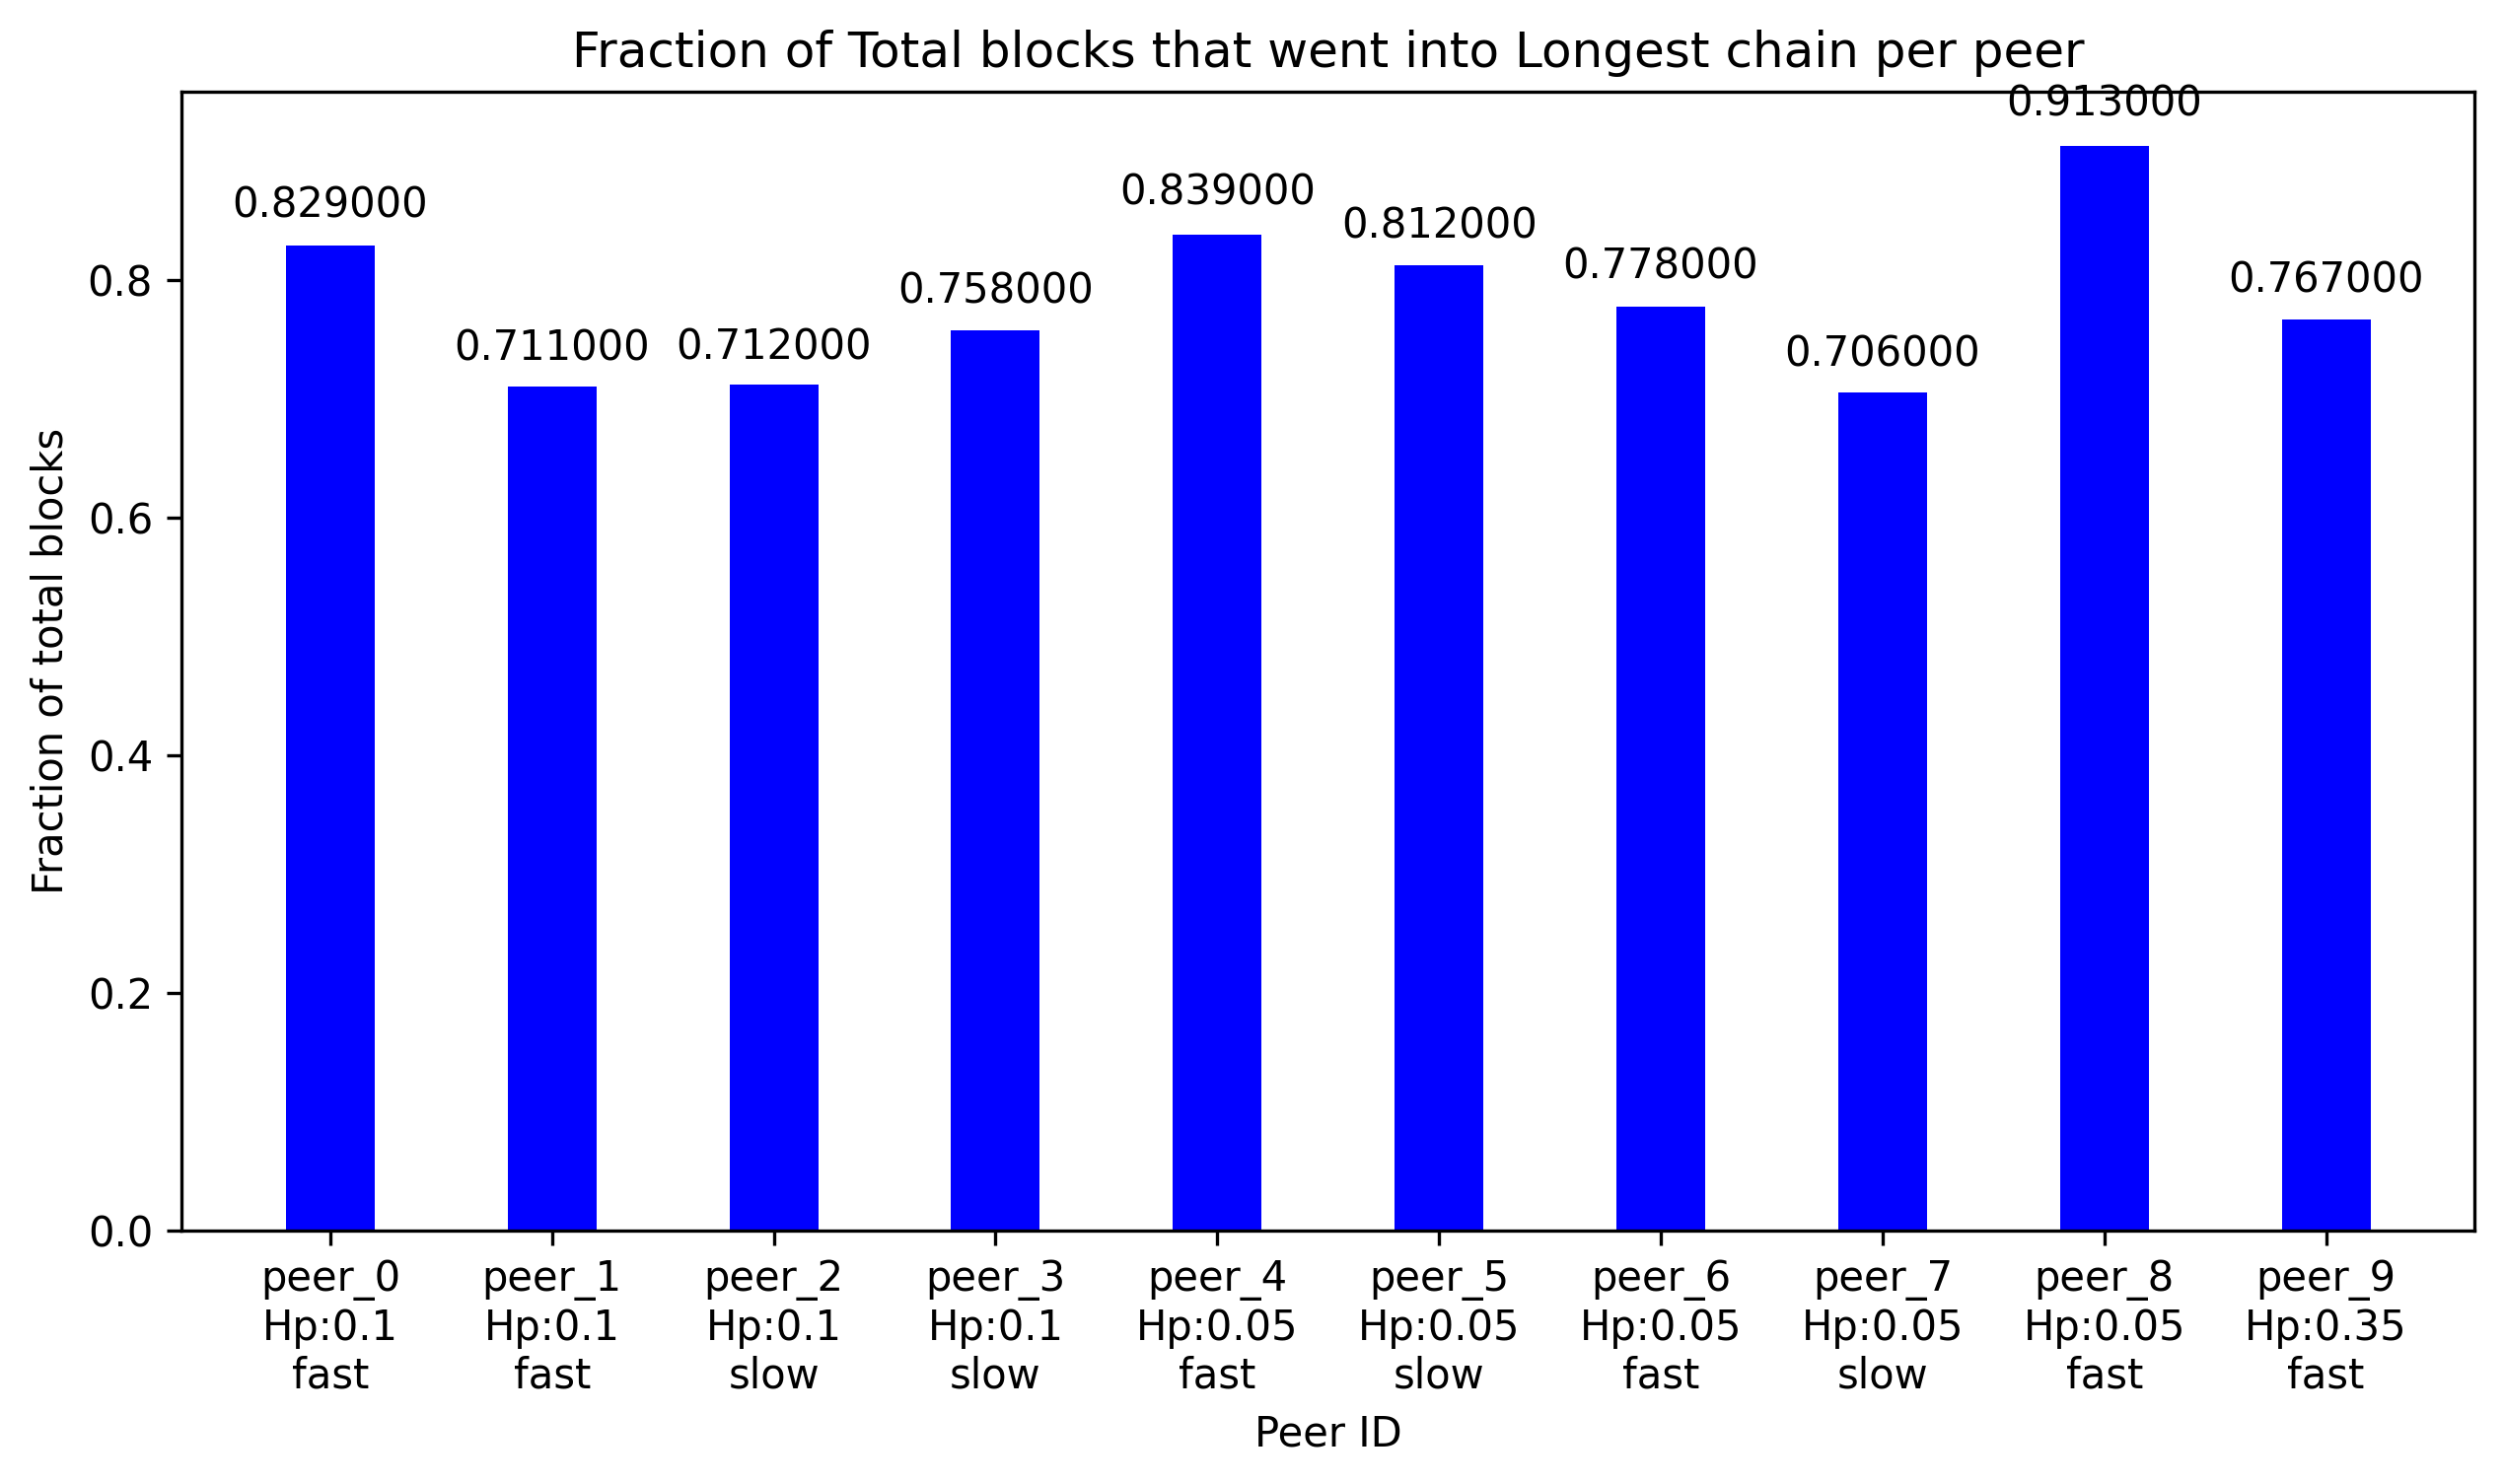 Fraction of Total blocks that went into Longest chain per peer
Fraction of total blocks
0.8
0.6
0.4
0.2
0.0
0.829000
0.711000
0.712000
0.758000
0.839000
0.812000
0.778000
0.706000
0.913000
0.767000
peer_0
Hp:0.1
fast
peer_1
Hp:0.1
fast
peer_2
Hp:0.1
slow
peer_3
Hp:0.1
slow
peer_4
Hp:0.05
fast
peer_5
Hp:0.05
slow
peer_6
Hp:0.05
fast
peer_7
Hp:0.05
slow
peer_8
Hp:0.05
fast
peer_9
Hp:0.35
fast
Peer ID